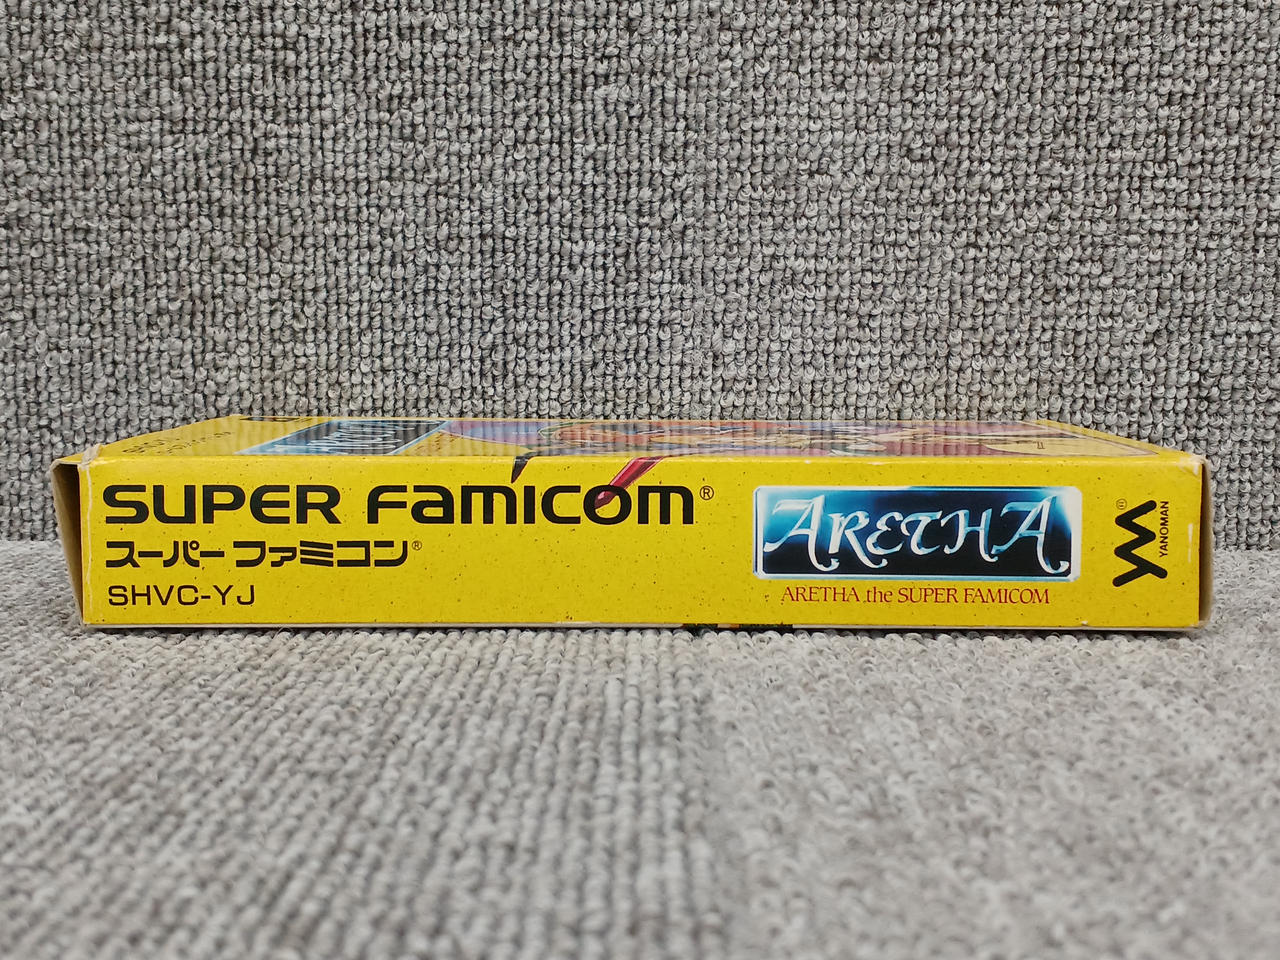 SUPER FAMICOM®
スーパーファミコン®
SHVC-YJ
ARETHA
ARETHA the SUPER FAMICOM
YANOMAN